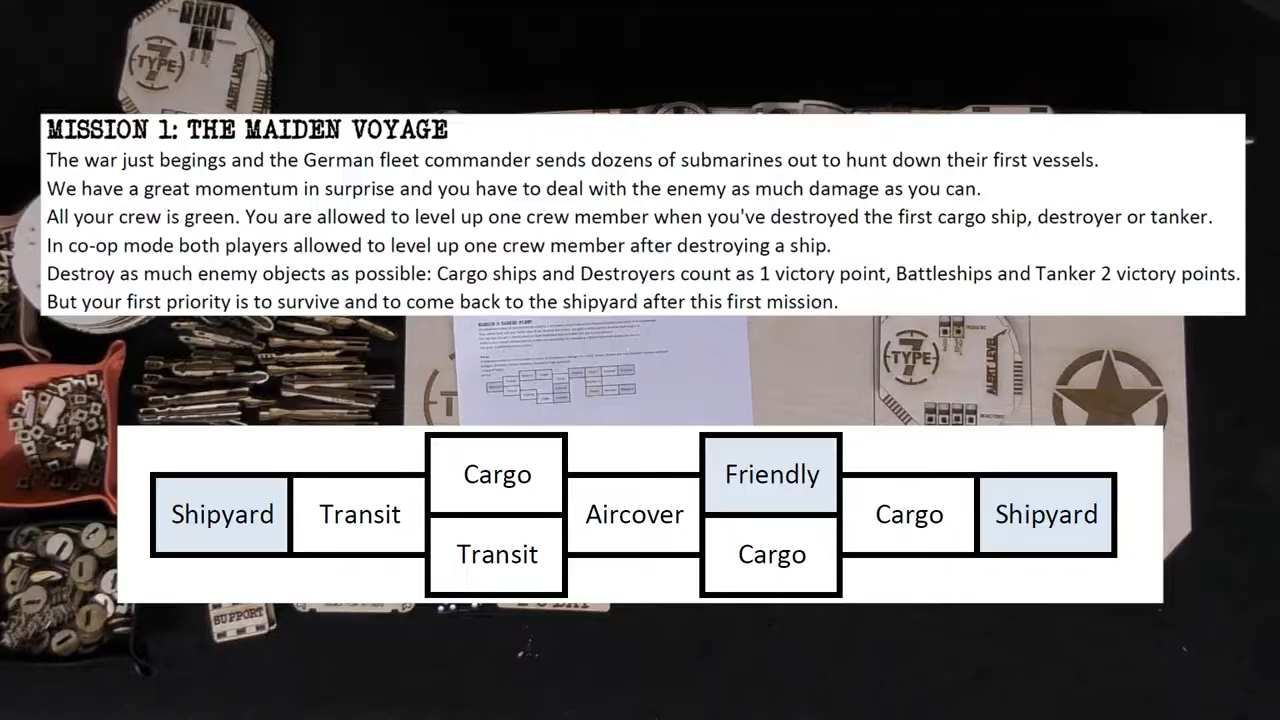 7
TYPE
ALERT LEVEL
MISSION 1: THE MAIDEN VOYAGE
The war just begings and the German fleet commander sends dozens of submarines out to hunt down their first vessels.
We have a great momentum in surprise and you have to deal with the enemy as much damage as you can.
All your crew is green. You are allowed to level up one crew member when you've destroyed the first cargo ship, destroyer or tanker.
In co-op mode both players allowed to level up one crew member after destroying a ship.
Destroy as much enemy objects as possible: Cargo ships and Destroyers count as 1 victory point, Battleships and Tanker 2 victory points.
But your first priority is to survive and to come back to the shipyard after this first mission.
7
TYPE
ALERT LEVEL
Shipyard
Transit
Cargo
Transit
Aircover
Friendly
Cargo
Cargo
Shipyard
SUPPORT